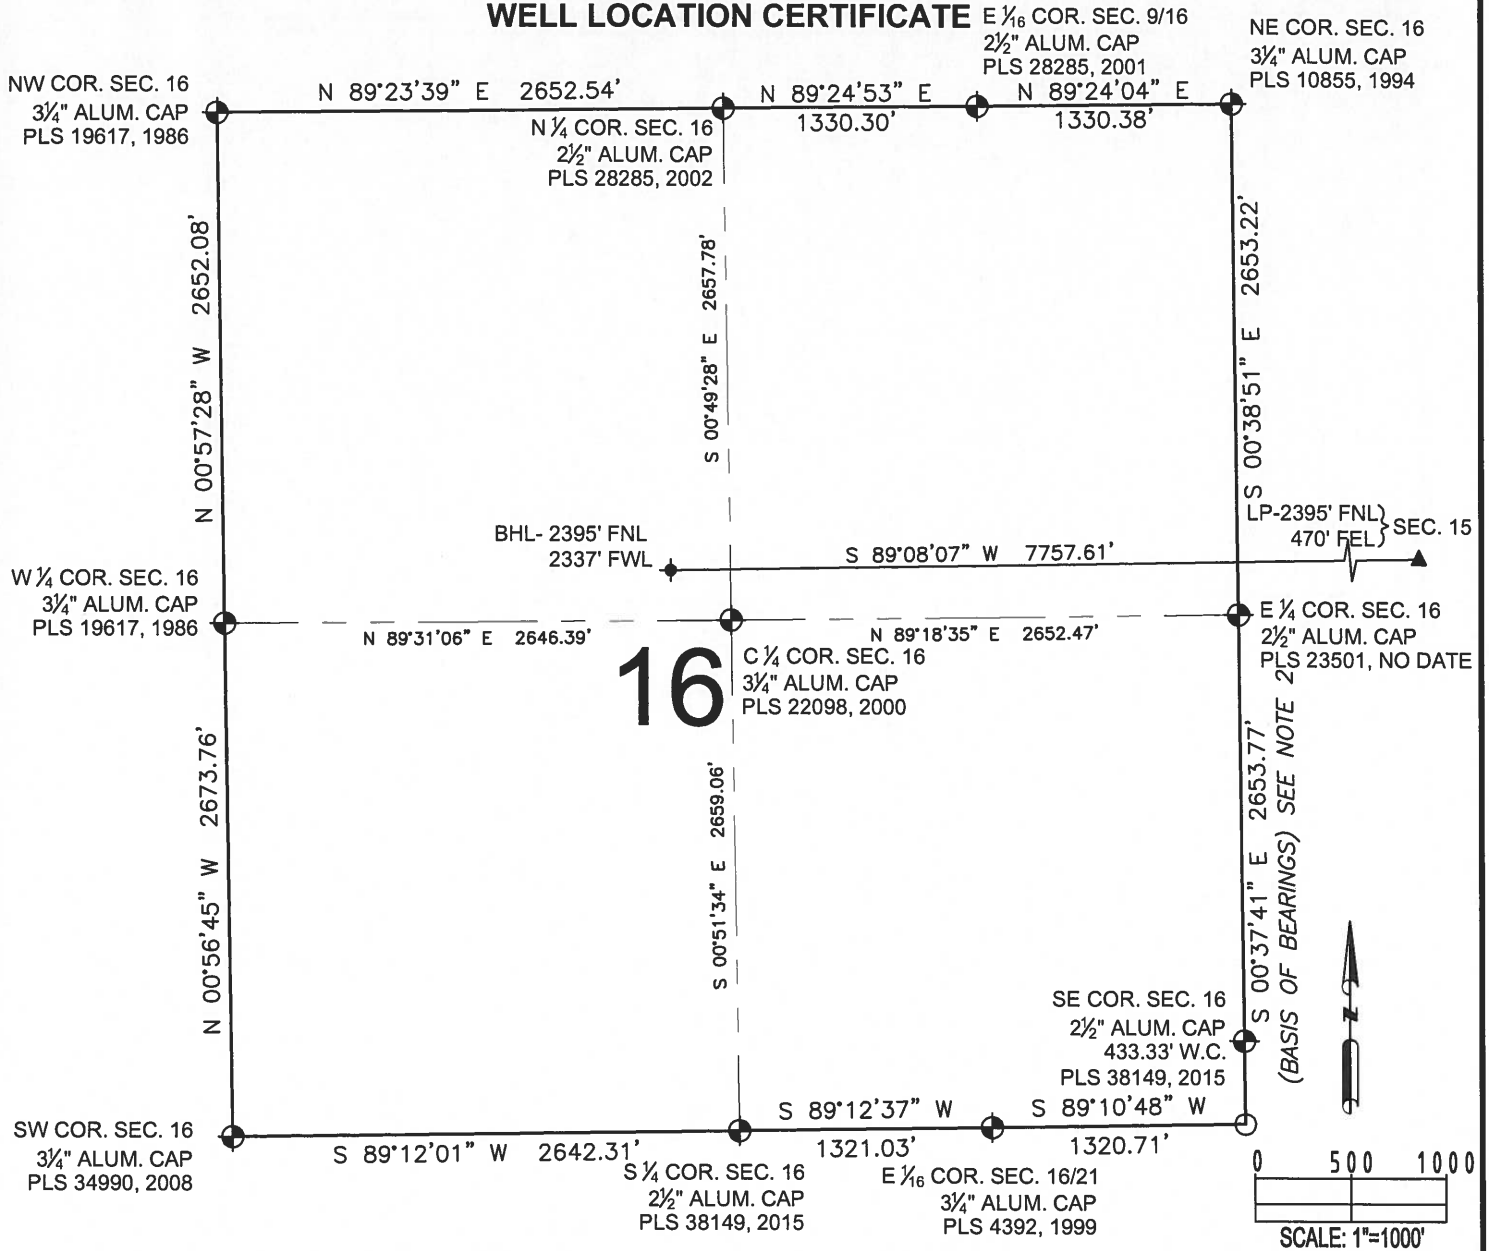 WELL LOCATION CERTIFICATE
E 1/16 COR. SEC. 9/16
2½" ALUM. CAP
PLS 28285, 2001
NE COR. SEC. 16
3¼" ALUM. CAP
PLS 10855, 1994
NW COR. SEC. 16
3¼" ALUM. CAP
PLS 19617, 1986
N 89°23'39" E 2652.54'
N 89°24'53" E
1330.30'
N 89°24'04" E
1330.38'
N ¼ COR. SEC. 16
2½" ALUM. CAP
PLS 28285, 2002
N 00°57'28" W 2652.08'
S 00°49'28" E 2657.78'
S 00°38'51" E 2653.22'
BHL- 2395' FNL
2337' FWL
S 89°08'07" W 7757.61'
LP-2395' FNL
470' FEL
} SEC. 15
W ¼ COR. SEC. 16
3¼" ALUM. CAP
PLS 19617, 1986
N 89°31'06" E 2646.39'
N 89°18'35" E 2652.47'
E ¼ COR. SEC. 16
2½" ALUM. CAP
PLS 23501, NO DATE
16
C ¼ COR. SEC. 16
3¼" ALUM. CAP
PLS 22098, 2000
N 00°56'45" W 2673.76'
S 00°51'34" E 2659.06'
S 00°37'41" E 2653.77'
(BASIS OF BEARINGS) SEE NOTE 2
SE COR. SEC. 16
2½" ALUM. CAP
433.33' W.C.
PLS 38149, 2015
N
SW COR. SEC. 16
3¼" ALUM. CAP
PLS 34990, 2008
S 89°12'01" W 2642.31'
S 89°12'37" W
1321.03'
S 89°10'48" W
1320.71'
S ¼ COR. SEC. 16
2½" ALUM. CAP
PLS 38149, 2015
E 1/16 COR. SEC. 16/21
3¼" ALUM. CAP
PLS 4392, 1999
0 500 1000
SCALE: 1"=1000'